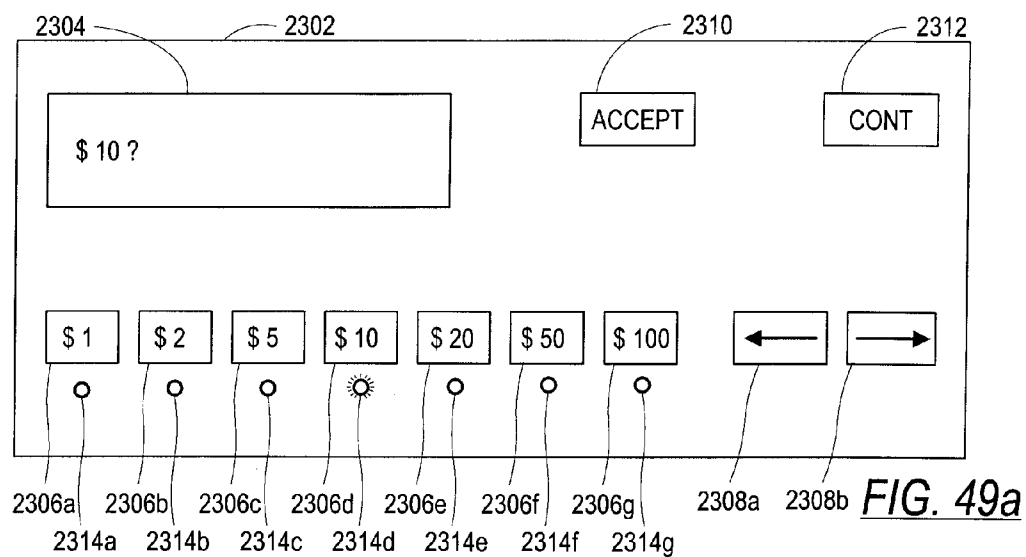 2304 2302 2310 2312
ACCEPT CONT
$ 10 ?
$ 1 $ 2 $ 5 $ 10 $ 20 $ 50 $ 100
2306a 2306b 2306c 2306d 2306e 2306f 2306g 2308a 2308b FIG. 49a
2314a 2314b 2314c 2314d 2314e 2314f 2314g